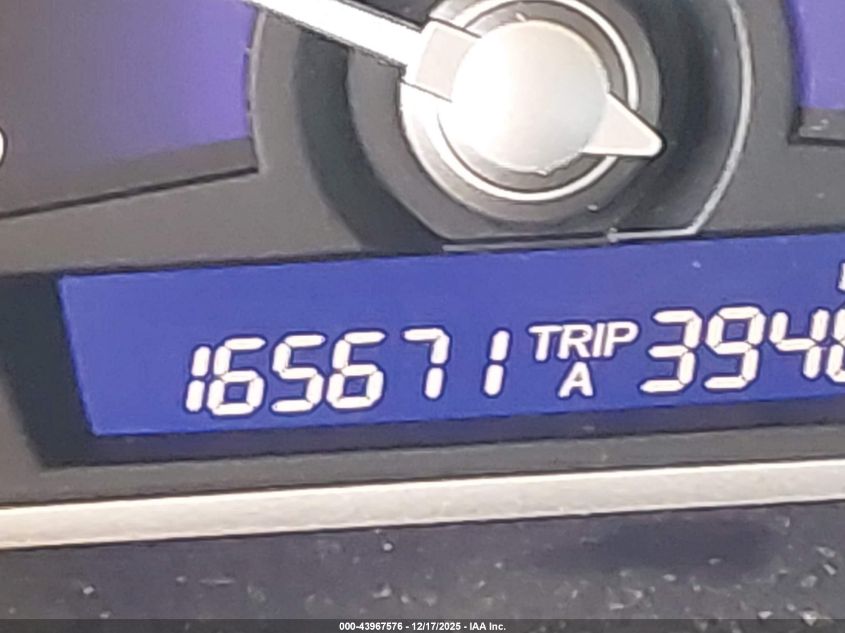 165671 TRIP A 394
000-43967576 - 12/17/2025 - IAA Inc.